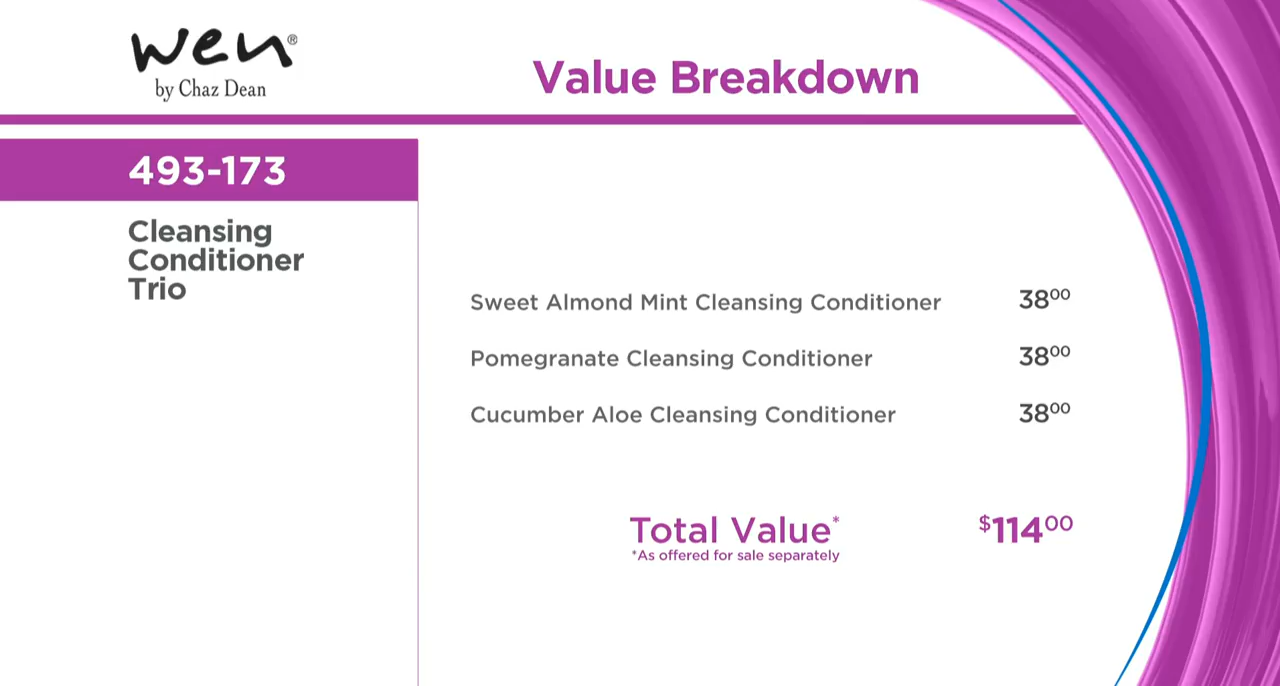 wen®
by Chaz Dean
Value Breakdown
493-173
Cleansing
Conditioner
Trio
Sweet Almond Mint Cleansing Conditioner 38⁰⁰
Pomegranate Cleansing Conditioner 38⁰⁰
Cucumber Aloe Cleansing Conditioner 38⁰⁰
Total Value* $114⁰⁰
*As offered for sale separately